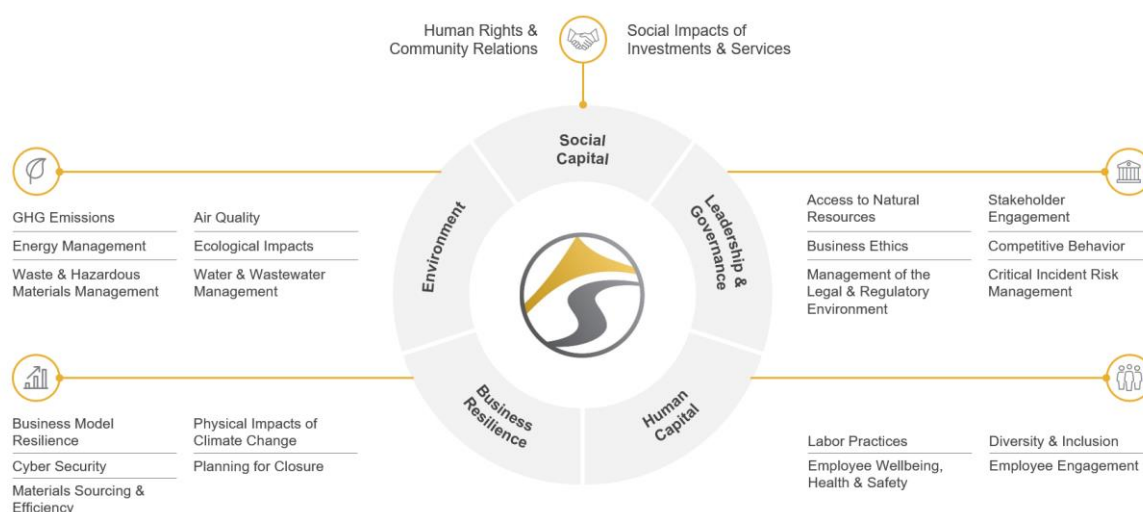 Human Rights &
Community Relations
Social Impacts of
Investments & Services
Social
Capital
Environment
Leadership &
Governance
Business
Resilience
Human
Capital
GHG Emissions
Air Quality
Energy Management
Ecological Impacts
Waste & Hazardous
Materials Management
Water & Wastewater
Management
Access to Natural
Resources
Stakeholder
Engagement
Business Ethics
Competitive Behavior
Management of the
Legal & Regulatory
Environment
Critical Incident Risk
Management
Business Model
Resilience
Physical Impacts of
Climate Change
Cyber Security
Planning for Closure
Materials Sourcing &
Efficiency
Labor Practices
Diversity & Inclusion
Employee Wellbeing,
Health & Safety
Employee Engagement